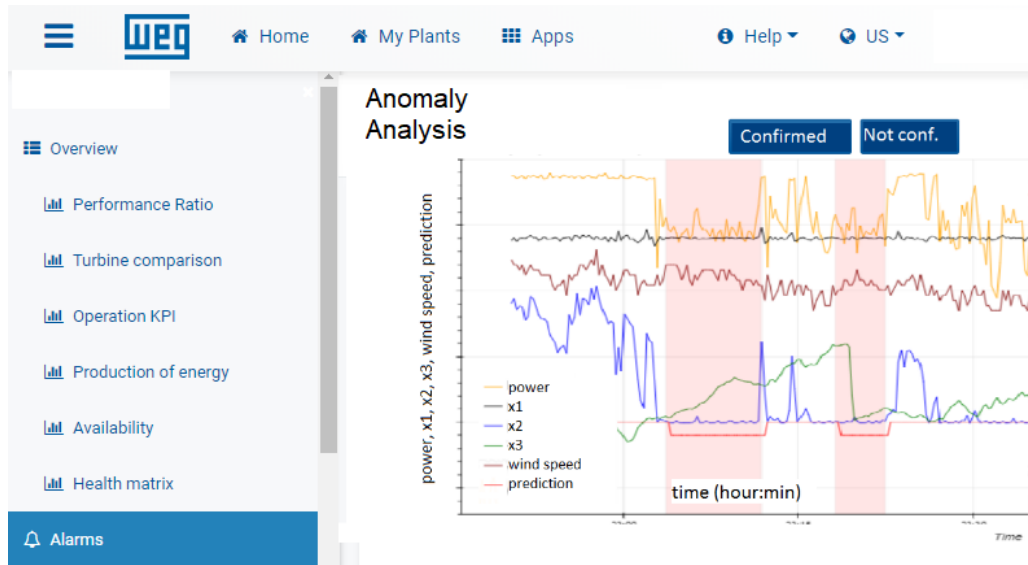 WEG
Home
My Plants
Apps
Help
US
Overview
Performance Ratio
Turbine comparison
Operation KPI
Production of energy
Availability
Health matrix
Alarms
Anomaly
Analysis
Confirmed
Not conf.
power, x1, x2, x3, wind speed, prediction
power
x1
x2
x3
wind speed
prediction
time (hour:min)
Time